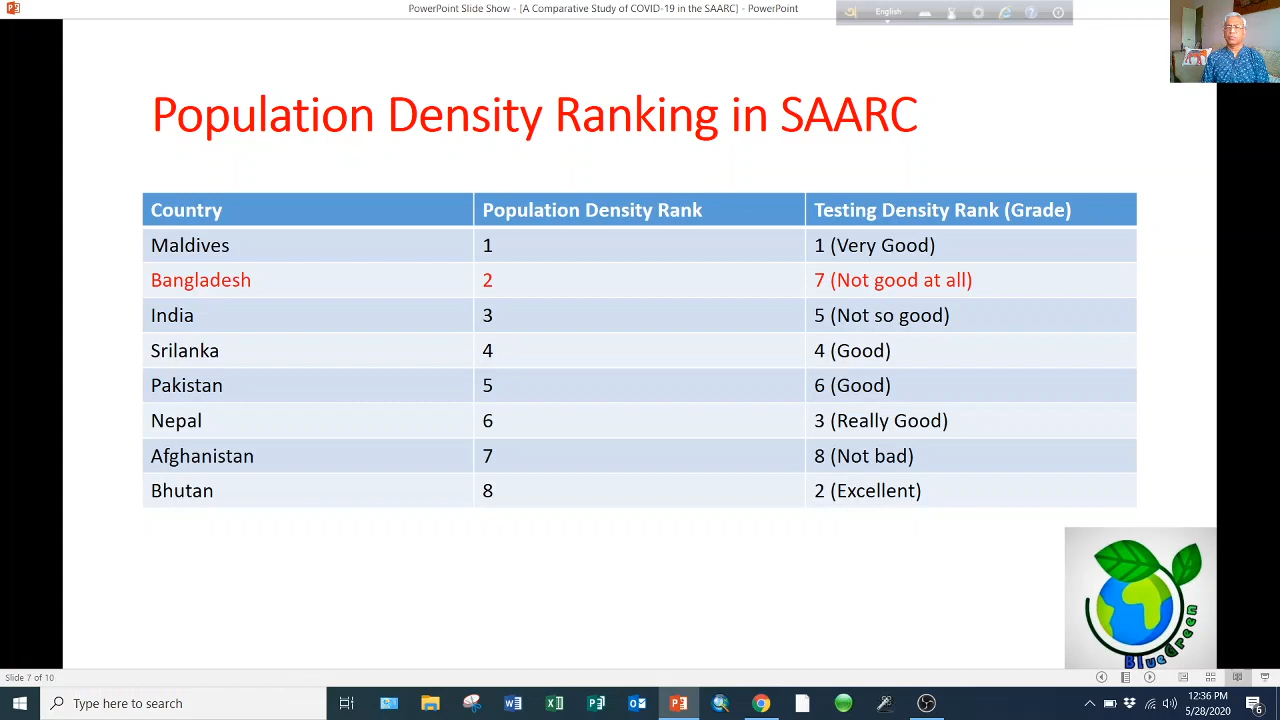 PowerPoint Slide Show - [A Comparative Study of COVID-19 in the SAARC] - PowerPoint
English
Population Density Ranking in SAARC
Country Population Density Rank Testing Density Rank (Grade)
Maldives 1 1 (Very Good)
Bangladesh 2 7 (Not good at all)
India 3 5 (Not so good)
Srilanka 4 4 (Good)
Pakistan 5 6 (Good)
Nepal 6 3 (Really Good)
Afghanistan 7 8 (Not bad)
Bhutan 8 2 (Excellent)
BlueGreen
Slide 7 of 10
Type here to search
12:36 PM
5/28/2020
6